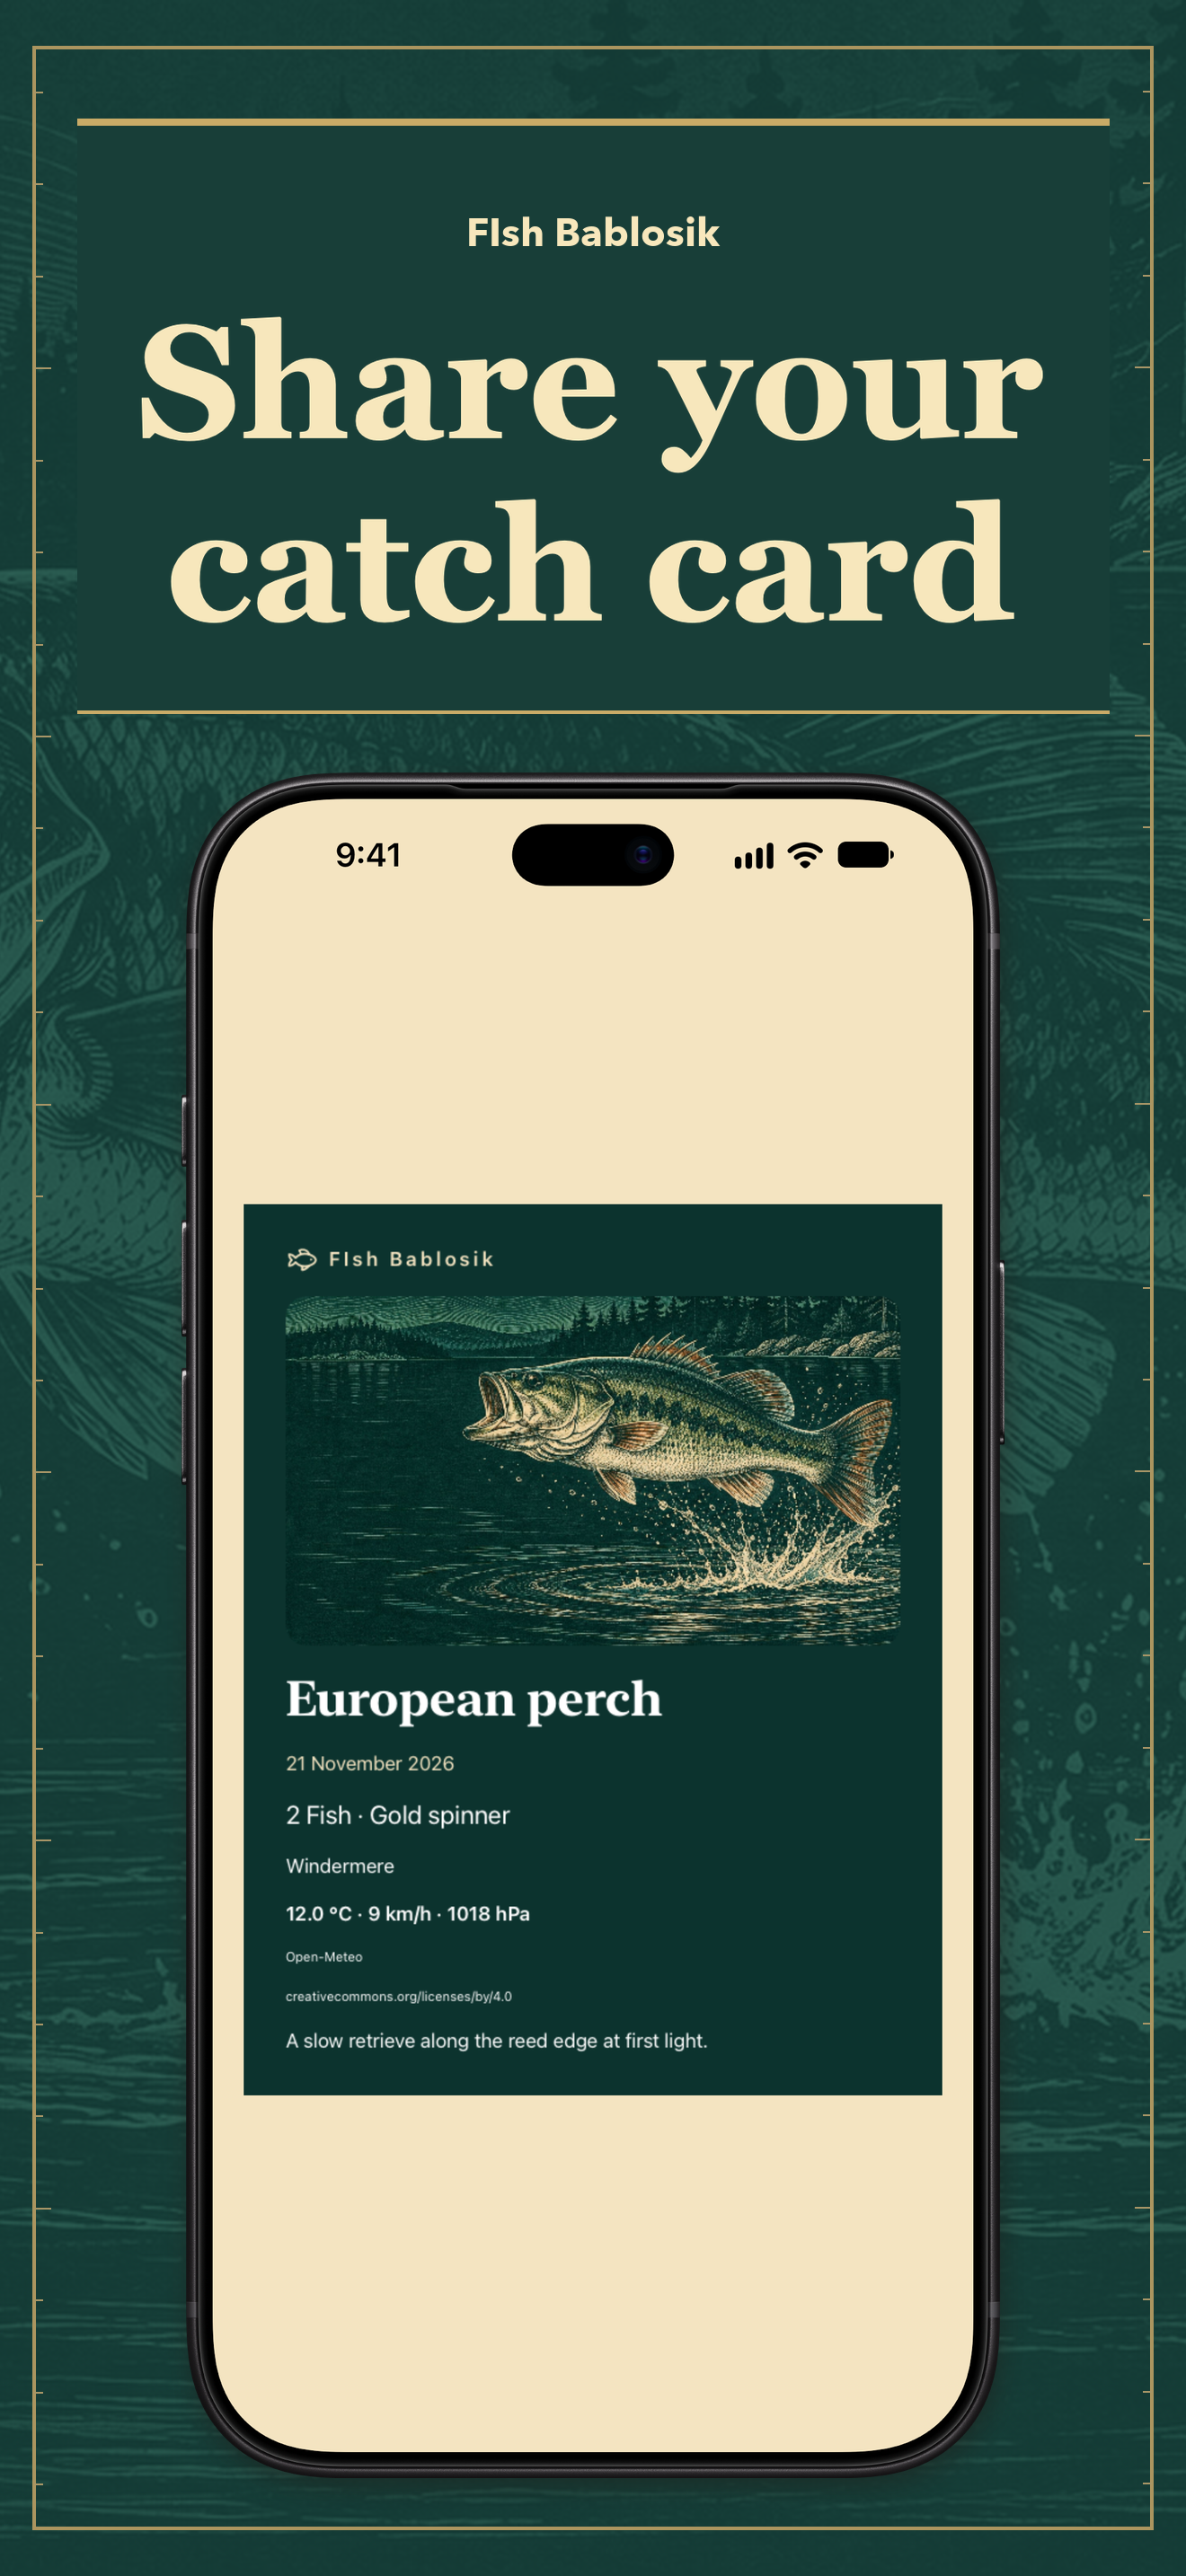 FIsh Bablosik
Share your
catch card
9:41
FIsh Bablosik
European perch
21 November 2026
2 Fish · Gold spinner
Windermere
12.0 °C · 9 km/h · 1018 hPa
Open-Meteo
creativecommons.org/licenses/by/4.0
A slow retrieve along the reed edge at first light.